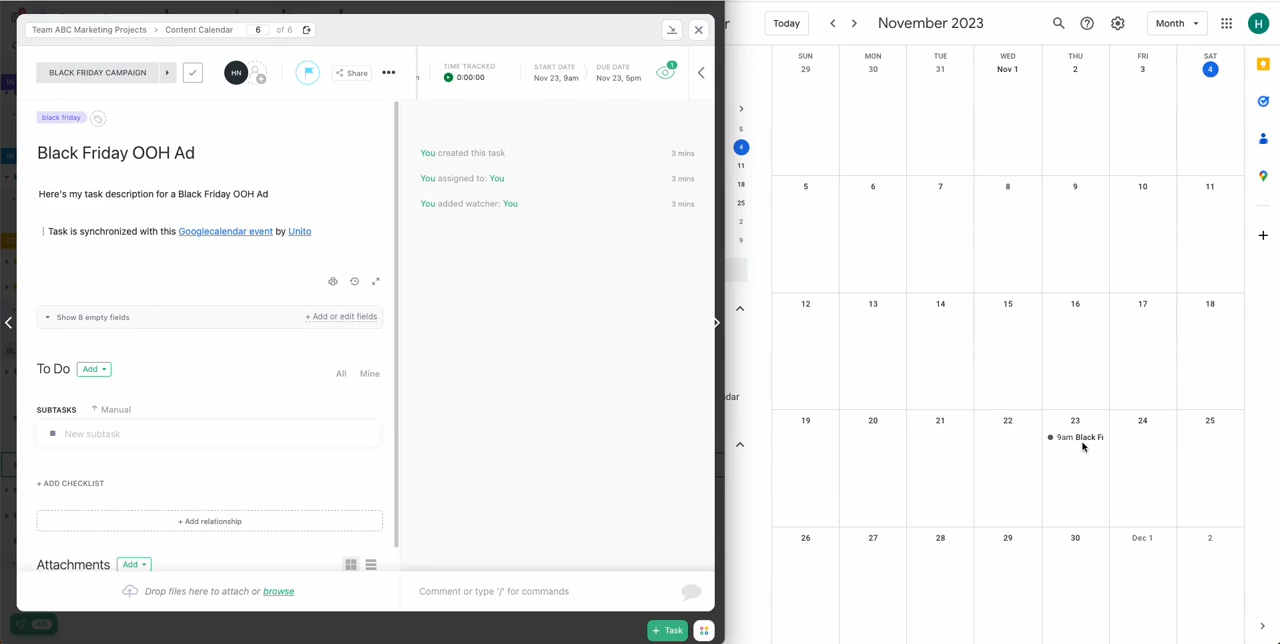 Team ABC Marketing Projects > Content Calendar 6 of 6
BLACK FRIDAY CAMPAIGN
HN
Share
TIME TRACKED
0:00:00
START DATE
Nov 23, 9am
DUE DATE
Nov 23, 5pm
1
black friday
Black Friday OOH Ad
Here's my task description for a Black Friday OOH Ad
Task is synchronized with this Googlecalendar event by Unito
Show 8 empty fields
+ Add or edit fields
To Do Add
All Mine
SUBTASKS Manual
New subtask
+ ADD CHECKLIST
+ Add relationship
Attachments Add
Drop files here to attach or browse
You created this task 3 mins
You assigned to: You 3 mins
You added watcher: You 3 mins
Comment or type '/' for commands
+ Task
S
4
11
18
25
2
9
dar
Today
November 2023
Month
H
SUN MON TUE WED THU FRI SAT
29 30 31 Nov 1 2 3 4
5 6 7 8 9 10 11
12 13 14 15 16 17 18
19 20 21 22 23 24 25
9am Black Fr
26 27 28 29 30 Dec 1 2